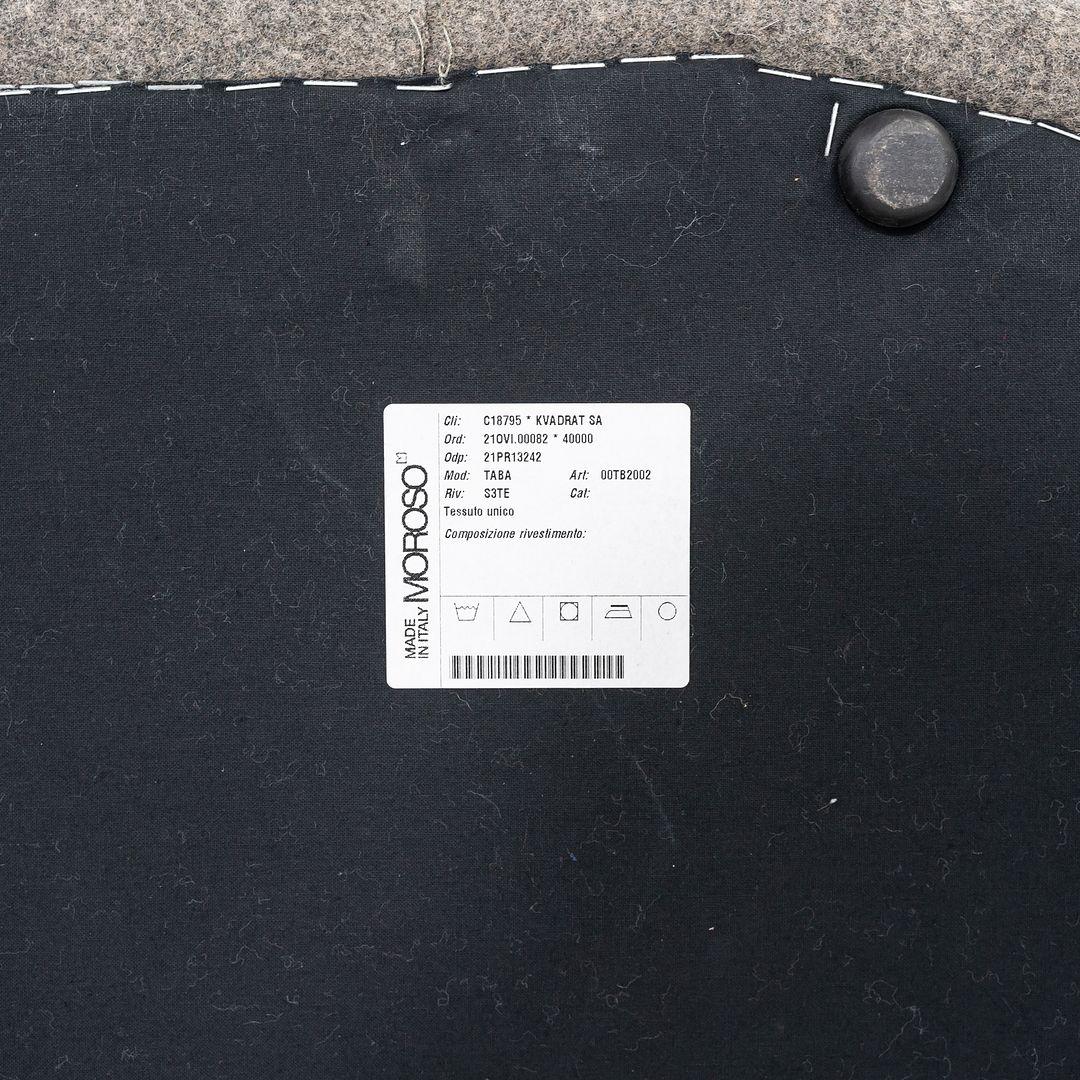 Cli: C18795 * KVADRAT SA
Ord: 21OVI.00082 * 40000
Odp: 21PR13242
Mod: TABA Art: 00TB2002
Riv: S3TE Cat:
Tessuto unico
Composizione rivestimento:
MOROSO M
MADE
IN ITALY